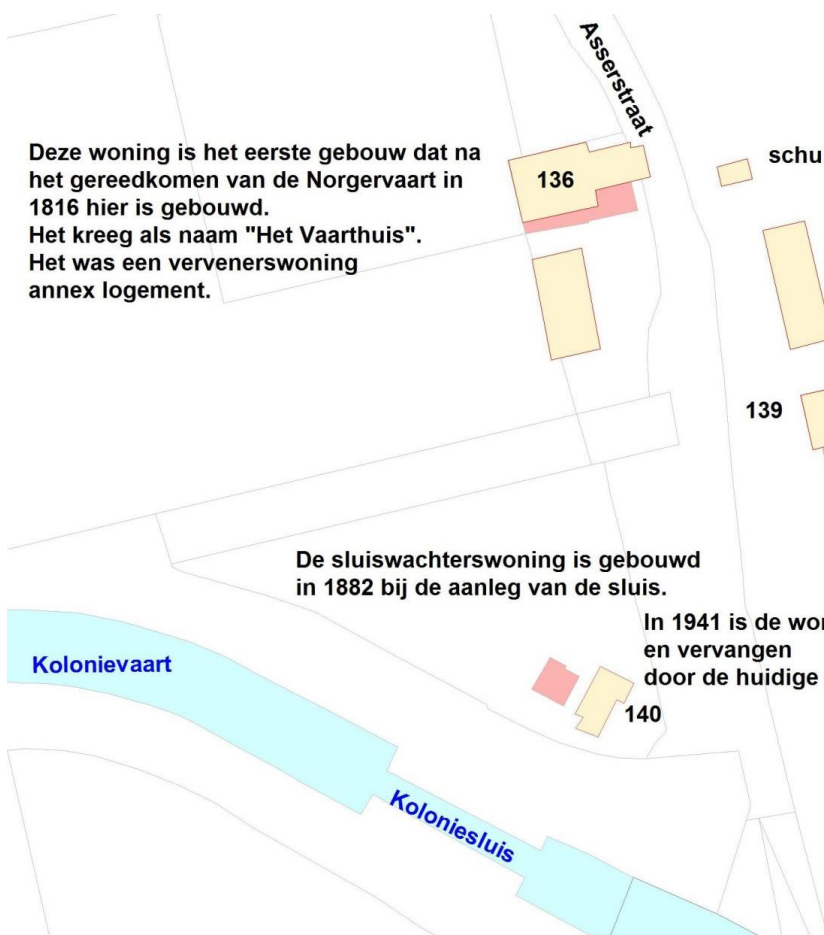 Asserstraat
Deze woning is het eerste gebouw dat na
het gereedkomen van de Norgervaart in
1816 hier is gebouwd.
Het kreeg als naam "Het Vaarthuis".
Het was een vervenerswoning
annex logement.
136
schu
139
De sluiswachterswoning is gebouwd
in 1882 bij de aanleg van de sluis.
In 1941 is de wo
en vervangen
door de huidige
140
Kolonievaart
Koloniesluis